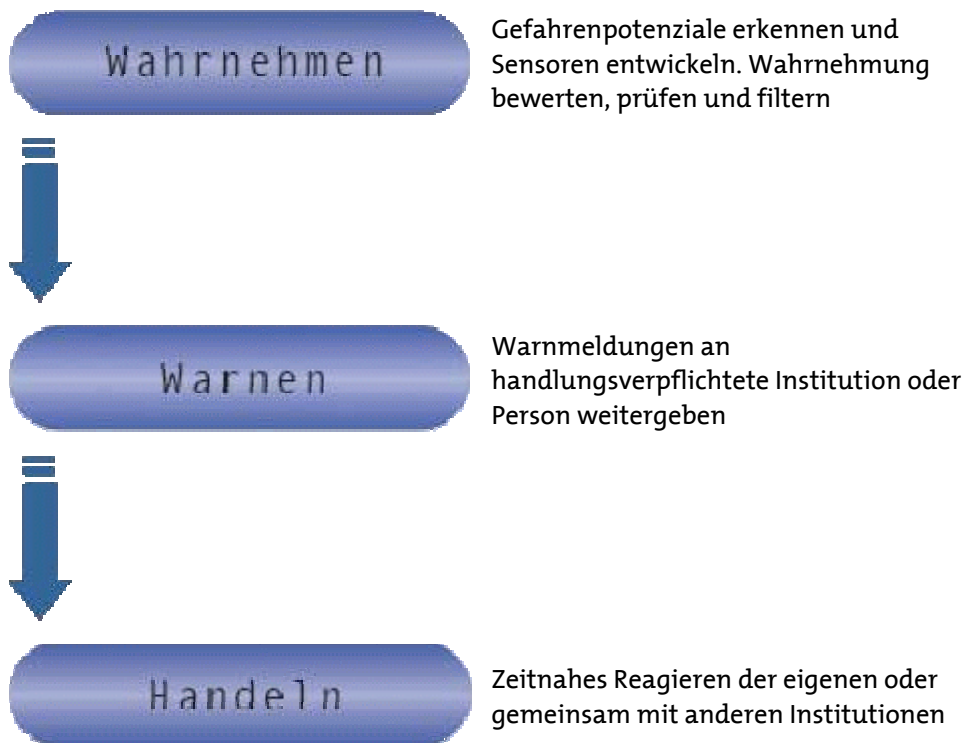 Wahrnehmen
Gefahrenpotenziale erkennen und
Sensoren entwickeln. Wahrnehmung
bewerten, prüfen und filtern
Warnen
Warnmeldungen an
handlungsverpflichtete Institution oder
Person weitergeben
Handeln
Zeitnahes Reagieren der eigenen oder
gemeinsam mit anderen Institutionen